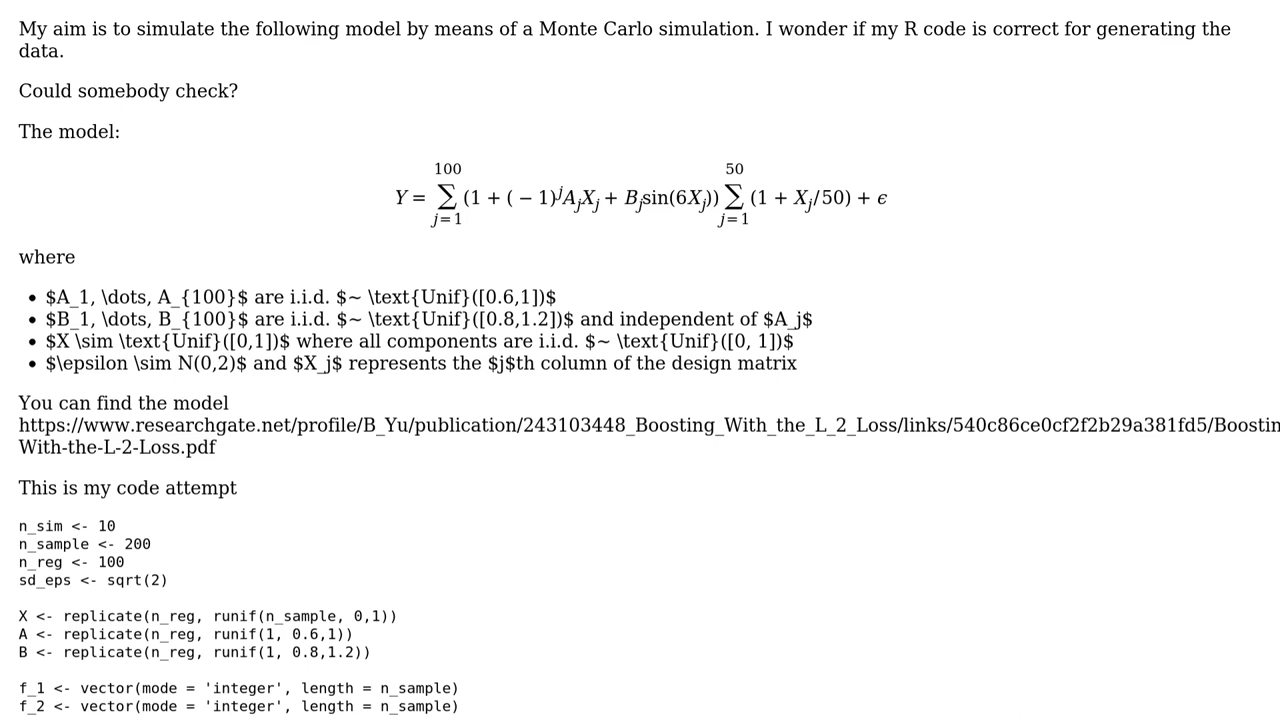 My aim is to simulate the following model by means of a Monte Carlo simulation. I wonder if my R code is correct for generating the
data.
Could somebody check?
The model:
100 50
Y = ∑ (1 + ( − 1)ʲAⱼXⱼ + Bⱼsin(6Xⱼ)) ∑ (1 + Xⱼ/50) + ϵ
j = 1 j = 1
where
• $A_1, \dots, A_{100}$ are i.i.d. $~ \text{Unif}([0.6,1])$
• $B_1, \dots, B_{100}$ are i.i.d. $~ \text{Unif}([0.8,1.2])$ and independent of $A_j$
• $X \sim \text{Unif}([0,1])$ where all components are i.i.d. $~ \text{Unif}([0, 1])$
• $\epsilon \sim N(0,2)$ and $X_j$ represents the $j$th column of the design matrix
You can find the model
https://www.researchgate.net/profile/B_Yu/publication/243103448_Boosting_With_the_L_2_Loss/links/540c86ce0cf2f2b29a381fd5/Boostin
With-the-L-2-Loss.pdf
This is my code attempt
n_sim <- 10
n_sample <- 200
n_reg <- 100
sd_eps <- sqrt(2)
X <- replicate(n_reg, runif(n_sample, 0,1))
A <- replicate(n_reg, runif(1, 0.6,1))
B <- replicate(n_reg, runif(1, 0.8,1.2))
f_1 <- vector(mode = 'integer', length = n_sample)
f_2 <- vector(mode = 'integer', length = n_sample)